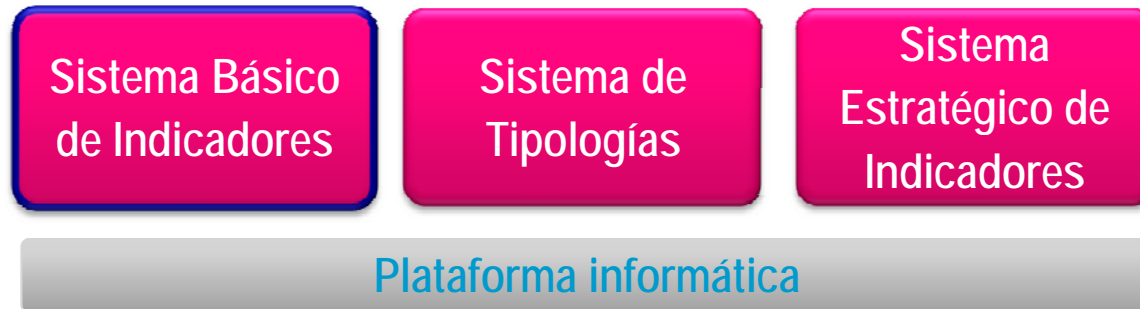 Sistema Básico
de Indicadores
Sistema de
Tipologías
Sistema
Estratégico de
Indicadores
Plataforma informática